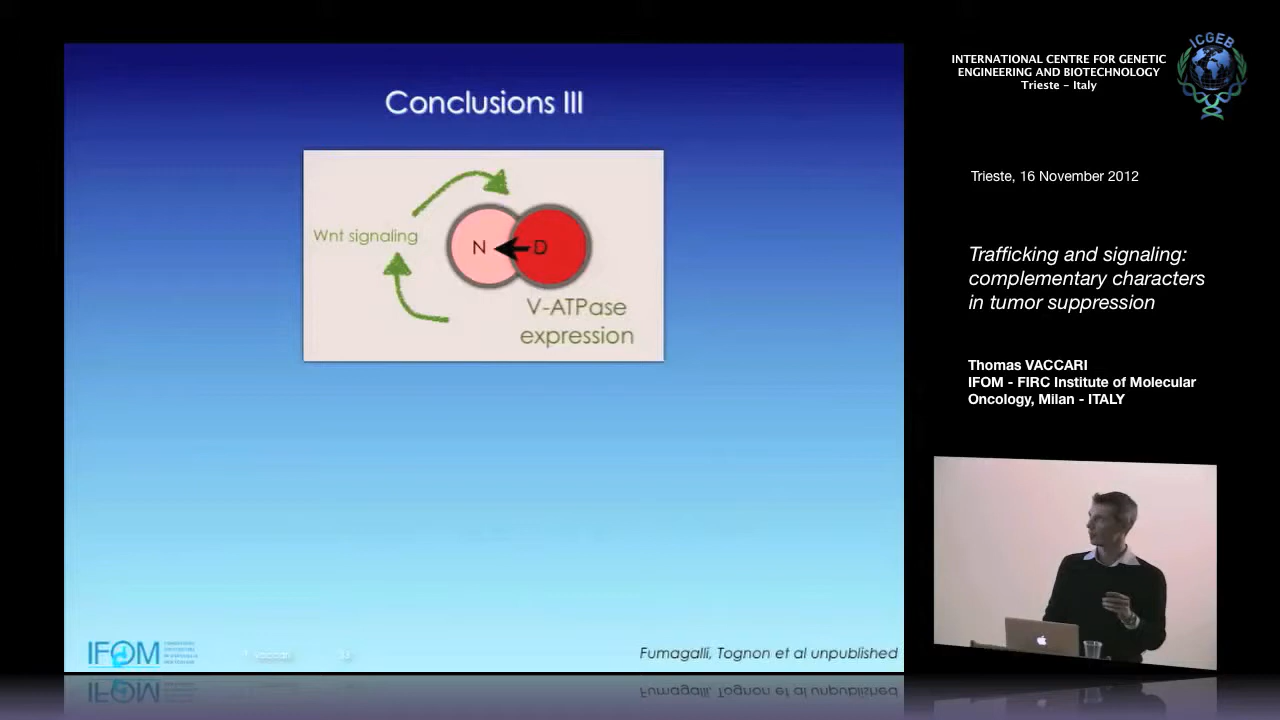 Conclusions III
Wnt signaling
N
D
V-ATPase
expression
IFOM
Fumagalli, Tognon et al unpublished
INTERNATIONAL CENTRE FOR GENETIC
ENGINEERING AND BIOTECHNOLOGY
Trieste - Italy
ICGEB
Trieste, 16 November 2012
Trafficking and signaling:
complementary characters
in tumor suppression
Thomas VACCARI
IFOM - FIRC Institute of Molecular
Oncology, Milan - ITALY